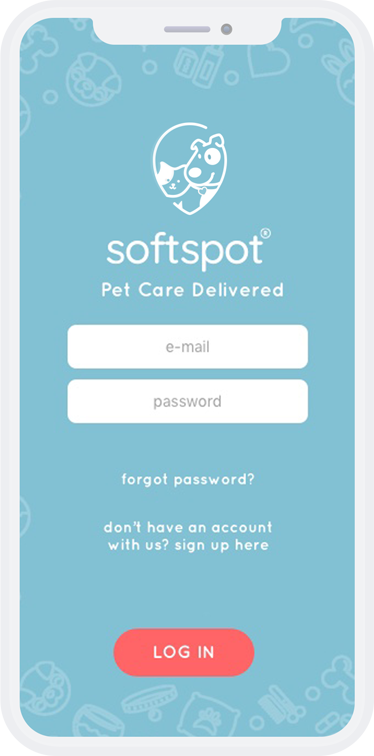 softspot®
Pet Care Delivered
e-mail
password
forgot password?
don't have an account
with us? sign up here
LOG IN